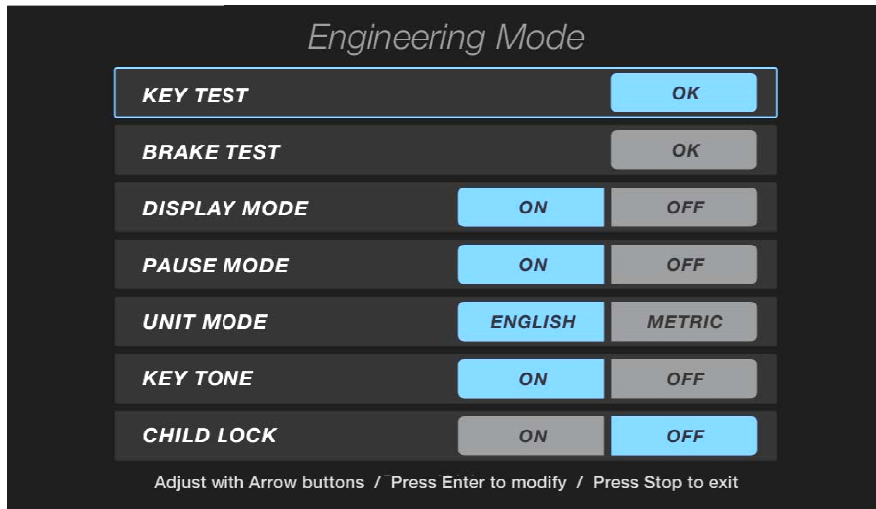 Engineering Mode
KEY TEST OK
BRAKE TEST OK
DISPLAY MODE ON OFF
PAUSE MODE ON OFF
UNIT MODE ENGLISH METRIC
KEY TONE ON OFF
CHILD LOCK ON OFF
Adjust with Arrow buttons / Press Enter to modify / Press Stop to exit